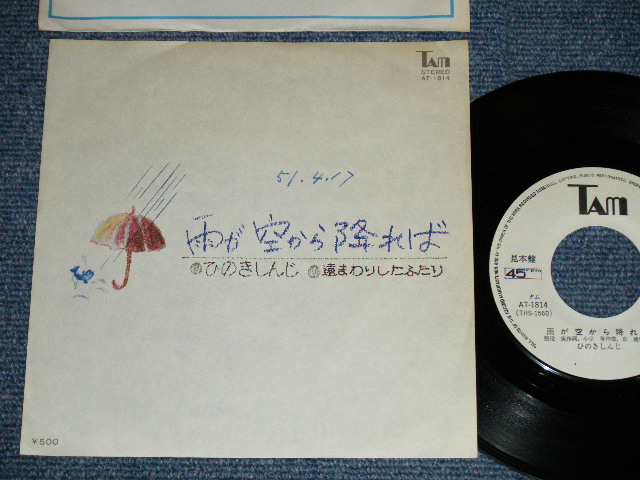 TAM
STEREO
AT-1814
51.4.17
雨が空から降れば
ひのきしんじ 遠まわりしたふたり
¥500
TAM
見本盤
45
タム
AT-1814
(THS-1560)
雨が空から降れ
ひのきしんじ